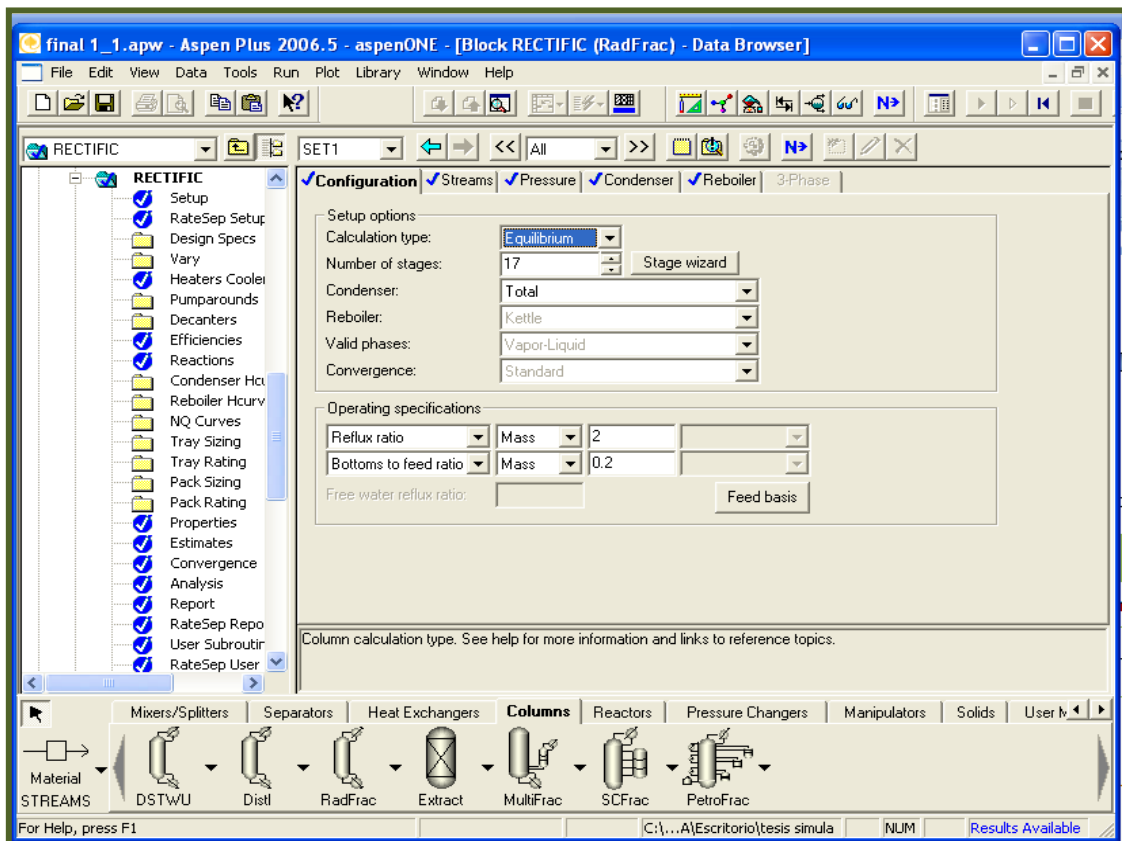 final 1_1.apw - Aspen Plus 2006.5 - aspenONE - [Block RECTIFIC (RadFrac) - Data Browser]
File Edit View Data Tools Run Plot Library Window Help
N>
RECTIFIC SET1 << All >> N>
RECTIFIC
Setup
RateSep Setup
Design Specs
Vary
Heaters Cooler
Pumparounds
Decanters
Efficiencies
Reactions
Condenser Hcu
Reboiler Hcurv
NQ Curves
Tray Sizing
Tray Rating
Pack Sizing
Pack Rating
Properties
Estimates
Convergence
Analysis
Report
RateSep Repo
User Subroutin
RateSep User
Configuration Streams Pressure Condenser Reboiler 3-Phase
Setup options
Calculation type: Equilibrium
Number of stages: 17 Stage wizard
Condenser: Total
Reboiler: Kettle
Valid phases: Vapor-Liquid
Convergence: Standard
Operating specifications
Reflux ratio Mass 2
Bottoms to feed ratio Mass 0.2
Free water reflux ratio: Feed basis
Column calculation type. See help for more information and links to reference topics.
Mixers/Splitters Separators Heat Exchangers Columns Reactors Pressure Changers Manipulators Solids User M
Material
STREAMS DSTWU Distl RadFrac Extract MultiFrac SCFrac PetroFrac
For Help, press F1 C:\...A\Escritorio\tesis simula NUM Results Available